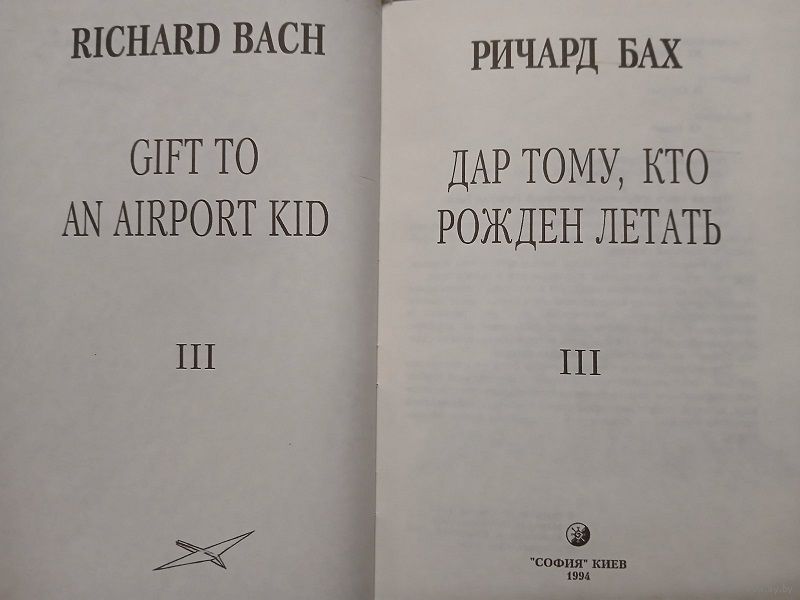 RICHARD BACH
GIFT TO
AN AIRPORT KID
III
РИЧАРД БАХ
ДАР ТОМУ, КТО
РОЖДЕН ЛЕТАТЬ
III
"СОФИЯ" КИЕВ
1994